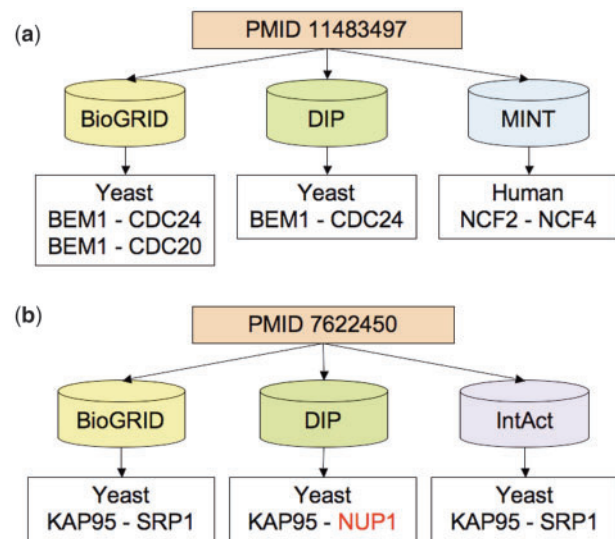 (a)
PMID 11483497
BioGRID
DIP
MINT
Yeast
BEM1 - CDC24
BEM1 - CDC20
Yeast
BEM1 - CDC24
Human
NCF2 - NCF4
(b)
PMID 7622450
BioGRID
DIP
IntAct
Yeast
KAP95 - SRP1
Yeast
KAP95 - NUP1
Yeast
KAP95 - SRP1